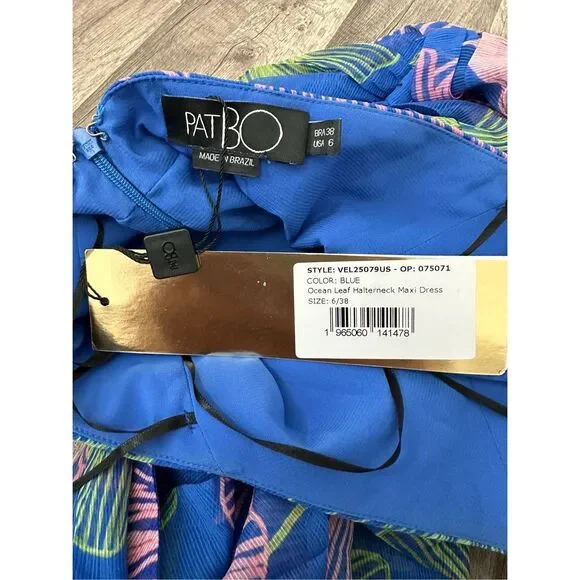 PATBO
BRA 38
USA 6
MADE IN BRAZIL
PATBO
STYLE: VEL25079US - OP: 075071
COLOR: BLUE
Ocean Leaf Halterneck Maxi Dress
SIZE: 6/38
1 965060 141478